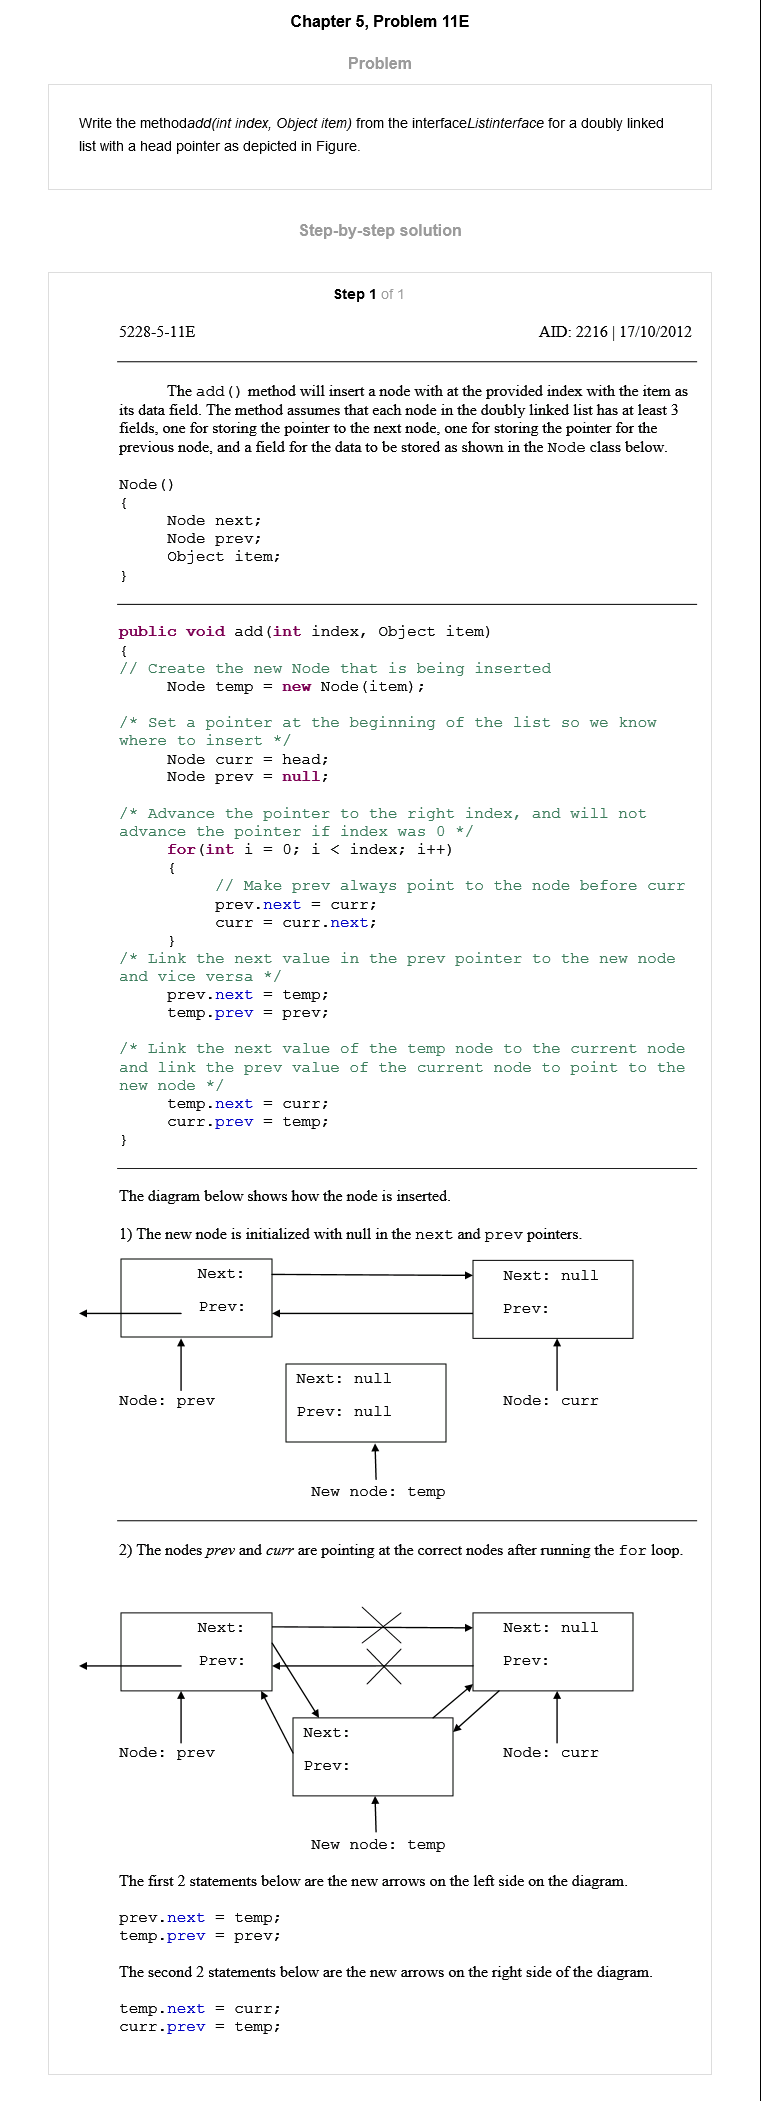 Chapter 5, Problem 11E
Problem
Write the methodadd(int index, Object item) from the interfaceListinterface for a doubly linked
list with a head pointer as depicted in Figure.
Step-by-step solution
Step 1 of 1
5228-5-11E AID: 2216 | 17/10/2012
The add() method will insert a node with at the provided index with the item as
its data field. The method assumes that each node in the doubly linked list has at least 3
fields, one for storing the pointer to the next node, one for storing the pointer for the
previous node, and a field for the data to be stored as shown in the Node class below.
Node()
{
Node next;
Node prev;
Object item;
}
public void add(int index, Object item)
{
// Create the new Node that is being inserted
Node temp = new Node(item);
/* Set a pointer at the beginning of the list so we know
where to insert */
Node curr = head;
Node prev = null;
/* Advance the pointer to the right index, and will not
advance the pointer if index was 0 */
for(int i = 0; i < index; i++)
{
// Make prev always point to the node before curr
prev.next = curr;
curr = curr.next;
}
/* Link the next value in the prev pointer to the new node
and vice versa */
prev.next = temp;
temp.prev = prev;
/* Link the next value of the temp node to the current node
and link the prev value of the current node to point to the
new node */
temp.next = curr;
curr.prev = temp;
}
The diagram below shows how the node is inserted.
1) The new node is initialized with null in the next and prev pointers.
Next: Next: null
Prev: Prev:
Next: null
Node: prev Node: curr
Prev: null
New node: temp
2) The nodes prev and curr are pointing at the correct nodes after running the for loop.
Next: Next: null
Prev: Prev:
Next:
Node: prev Node: curr
Prev:
New node: temp
The first 2 statements below are the new arrows on the left side on the diagram.
prev.next = temp;
temp.prev = prev;
The second 2 statements below are the new arrows on the right side of the diagram.
temp.next = curr;
curr.prev = temp;